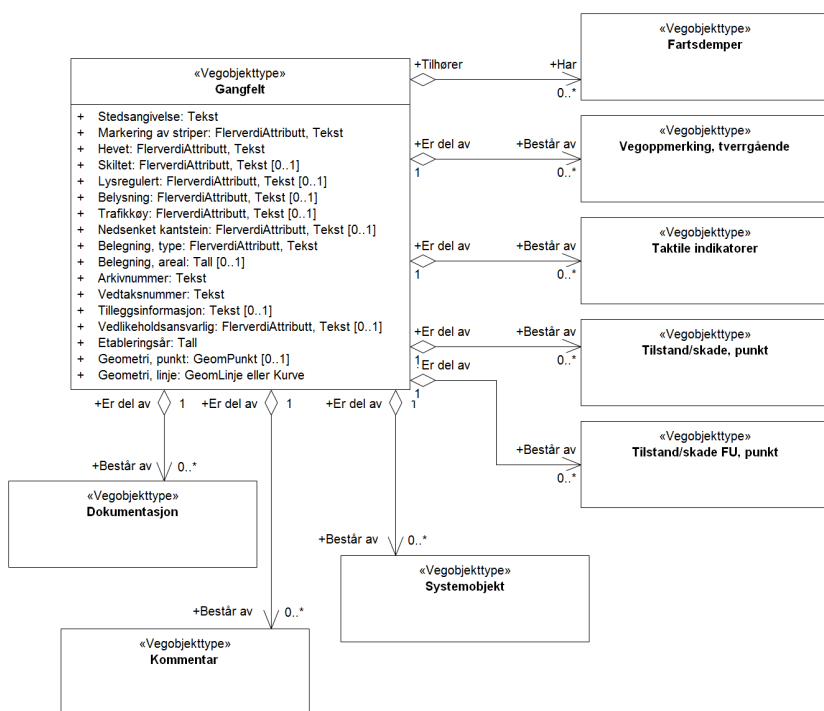 «Vegobjekttype»
Gangfelt
+ Stedsangivelse: Tekst
+ Markering av striper: FlerverdiAttributt, Tekst
+ Hevet: FlerverdiAttributt, Tekst
+ Skiltet: FlerverdiAttributt, Tekst [0..1]
+ Lysregulert: FlerverdiAttributt, Tekst [0..1]
+ Belysning: FlerverdiAttributt, Tekst [0..1]
+ Trafikkøy: FlerverdiAttributt, Tekst [0..1]
+ Nedsenket kantstein: FlerverdiAttributt, Tekst [0..1]
+ Belegning, type: FlerverdiAttributt, Tekst
+ Belegning, areal: Tall [0..1]
+ Arkivnummer: Tekst
+ Vedtaksnummer: Tekst
+ Tilleggsinformasjon: Tekst [0..1]
+ Vedlikeholdsansvarlig: FlerverdiAttributt, Tekst [0..1]
+ Etableringsår: Tall
+ Geometri, punkt: GeomPunkt [0..1]
+ Geometri, linje: GeomLinje eller Kurve
+Tilhører
+Har
0..*
«Vegobjekttype»
Fartsdemper
+Er del av
1
+Består av
0..*
«Vegobjekttype»
Vegoppmerking, tverrgående
+Er del av
1
+Består av
0..*
«Vegobjekttype»
Taktile indikatorer
+Er del av
1
+Består av
0..*
«Vegobjekttype»
Tilstand/skade, punkt
+Er del av
1
+Består av
0..*
«Vegobjekttype»
Tilstand/skade FU, punkt
+Er del av
1
+Består av
0..*
«Vegobjekttype»
Dokumentasjon
+Er del av
1
+Består av
0..*
«Vegobjekttype»
Kommentar
+Er del av
1
+Består av
0..*
«Vegobjekttype»
Systemobjekt